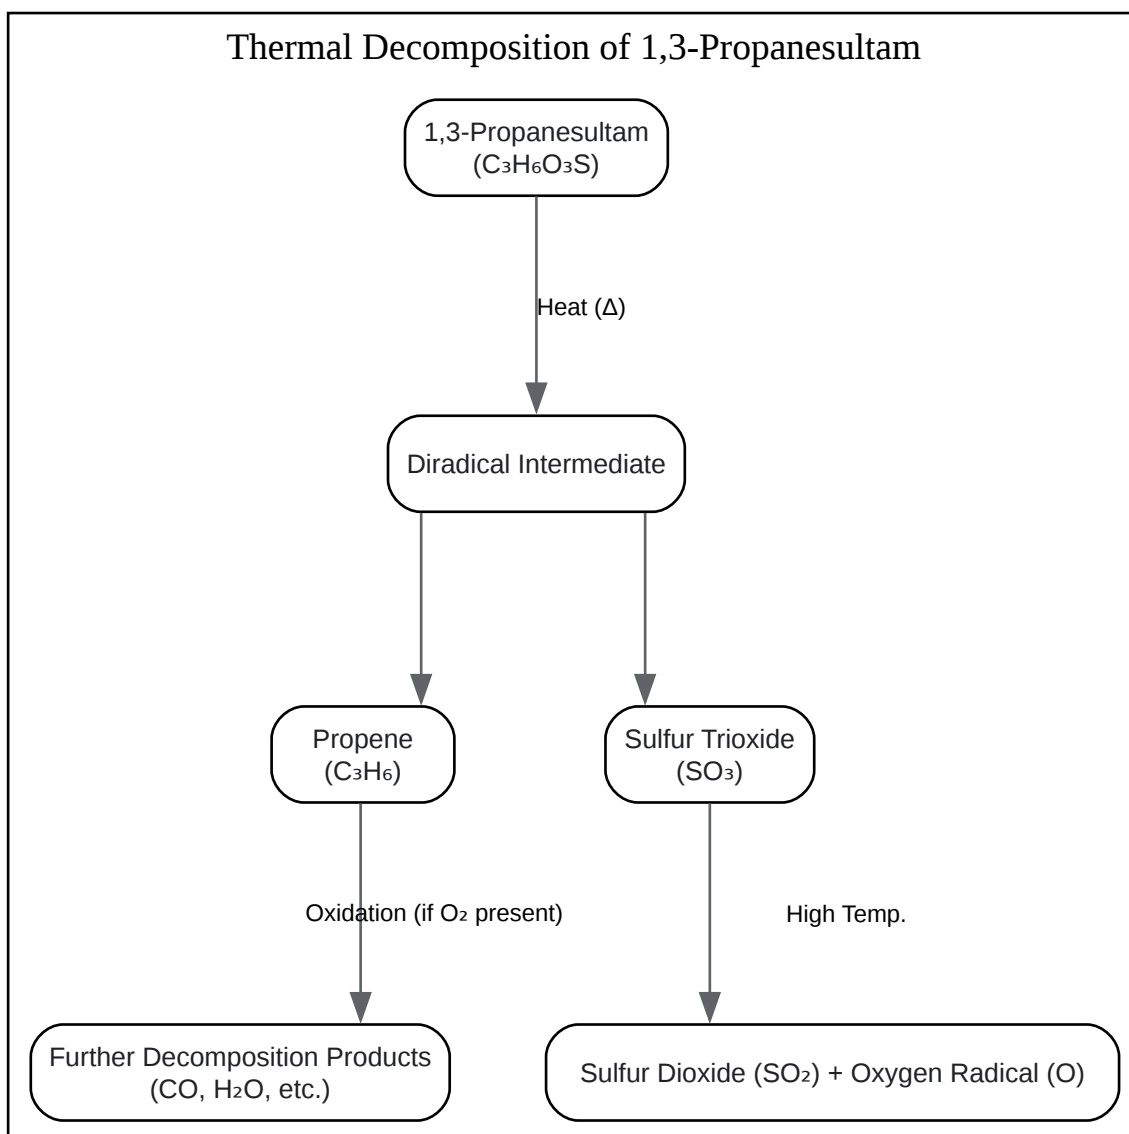 Thermal Decomposition of 1,3-Propanesultam
1,3-Propanesultam
(C₃H₆O₃S)
Heat (Δ)
Diradical Intermediate
Propene
(C₃H₆)
Sulfur Trioxide
(SO₃)
Oxidation (if O₂ present)
High Temp.
Further Decomposition Products
(CO, H₂O, etc.)
Sulfur Dioxide (SO₂) + Oxygen Radical (O)